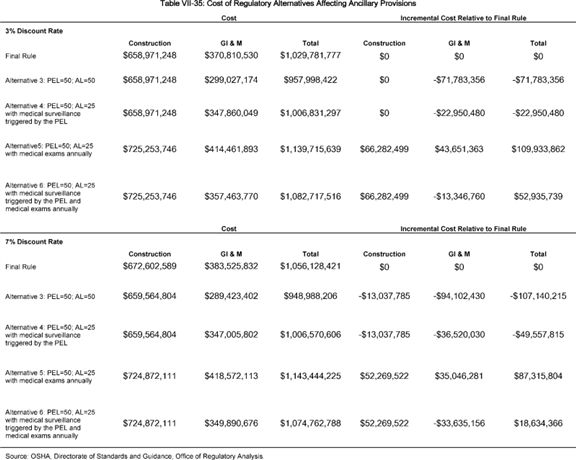 Table VII-35: Cost of Regulatory Alternatives Affecting Ancillary Provisions
Cost Incremental Cost Relative to Final Rule
3% Discount Rate
Construction GI & M Total Construction GI & M Total
Final Rule $658,971,248 $370,810,530 $1,029,781,777 $0 $0 $0
Alternative 3: PEL=50; AL=50 $658,971,248 $299,027,174 $957,998,422 $0 -$71,783,356 -$71,783,356
Alternative 4: PEL=50; AL=25
with medical surveillance $658,971,248 $347,860,049 $1,006,831,297 $0 -$22,950,480 -$22,950,480
triggered by the PEL
Alternative5: PEL=50; AL=25 $725,253,746 $414,461,893 $1,139,715,639 $66,282,499 $43,651,363 $109,933,862
with medical exams annually
Alternative 6: PEL=50; AL=25
with medical surveillance $725,253,746 $357,463,770 $1,082,717,516 $66,282,499 -$13,346,760 $52,935,739
triggered by the PEL and
medical exams annually
Cost Incremental Cost Relative to Final Rule
7% Discount Rate
Construction GI & M Total Construction GI & M Total
Final Rule $672,602,589 $383,525,832 $1,056,128,421 $0 $0 $0
Alternative 3: PEL=50; AL=50 $659,564,804 $289,423,402 $948,988,206 -$13,037,785 -$94,102,430 -$107,140,215
Alternative 4: PEL=50; AL=25
with medical surveillance $659,564,804 $347,005,802 $1,006,570,606 -$13,037,785 -$36,520,030 -$49,557,815
triggered by the PEL
Alternative 5: PEL=50; AL=25 $724,872,111 $418,572,113 $1,143,444,225 $52,269,522 $35,046,281 $87,315,804
with medical exams annually
Alternative 6: PEL=50; AL=25
with medical surveillance $724,872,111 $349,890,676 $1,074,762,788 $52,269,522 -$33,635,156 $18,634,366
triggered by the PEL and
medical exams annually
Source: OSHA, Directorate of Standards and Guidance, Office of Regulatory Analysis